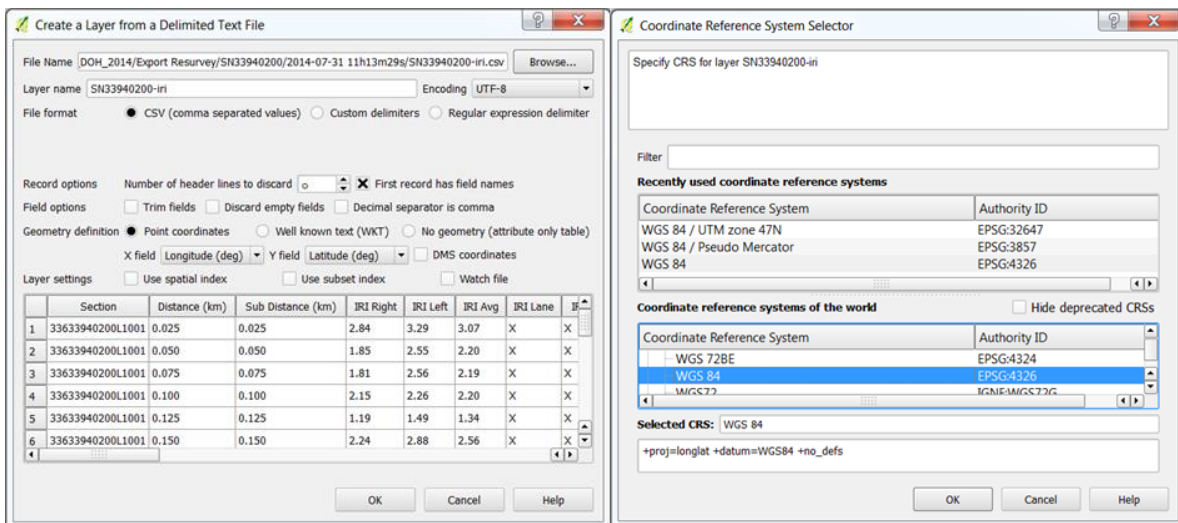 Create a Layer from a Delimited Text File
File Name DOH_2014/Export Resurvey/SN33940200/2014-07-31 11h13m29s/SN33940200-iri.csv Browse...
Layer name SN33940200-iri Encoding UTF-8
File format CSV (comma separated values) Custom delimiters Regular expression delimiter
Record options Number of header lines to discard 0 First record has field names
Field options Trim fields Discard empty fields Decimal separator is comma
Geometry definition Point coordinates Well known text (WKT) No geometry (attribute only table)
X field Longitude (deg) Y field Latitude (deg) DMS coordinates
Layer settings Use spatial index Use subset index Watch file
Section Distance (km) Sub Distance (km) IRI Right IRI Left IRI Avg IRI Lane
1 33633940200L1001 0.025 0.025 2.84 3.29 3.07 X X
2 33633940200L1001 0.050 0.050 1.85 2.55 2.20 X X
3 33633940200L1001 0.075 0.075 1.81 2.56 2.19 X X
4 33633940200L1001 0.100 0.100 2.15 2.26 2.20 X X
5 33633940200L1001 0.125 0.125 1.19 1.49 1.34 X X
6 33633940200L1001 0.150 0.150 2.24 2.88 2.56 X X
OK Cancel Help
Coordinate Reference System Selector
Specify CRS for layer SN33940200-iri
Filter
Recently used coordinate reference systems
Coordinate Reference System Authority ID
WGS 84 / UTM zone 47N EPSG:32647
WGS 84 / Pseudo Mercator EPSG:3857
WGS 84 EPSG:4326
Coordinate reference systems of the world Hide deprecated CRSs
Coordinate Reference System Authority ID
WGS 72BE EPSG:4324
WGS 84 EPSG:4326
WGS72 IGNF:WGS72G
Selected CRS: WGS 84
+proj=longlat +datum=WGS84 +no_defs
OK Cancel Help